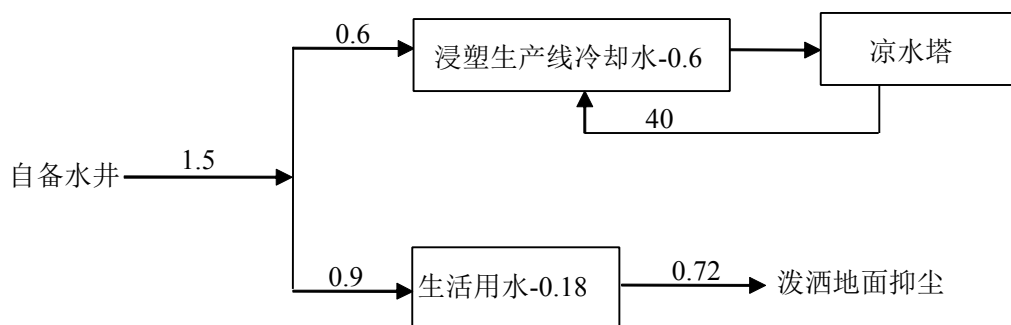 0.6
浸塑生产线冷却水-0.6
凉水塔
40
自备水井
1.5
0.9
生活用水-0.18
0.72
泼洒地面抑尘